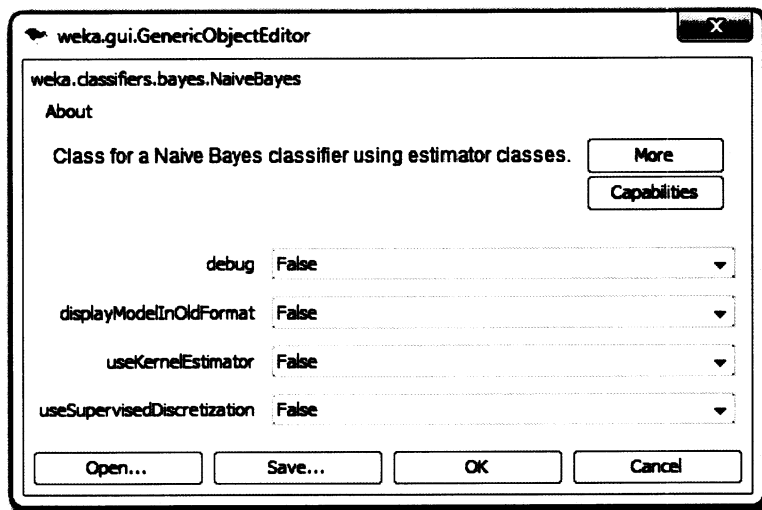 weka.gui.GenericObjectEditor
X
weka.classifiers.bayes.NaiveBayes
About
Class for a Naive Bayes classifier using estimator classes.
More
Capabilities
debug False
displayModelInOldFormat False
useKernelEstimator False
useSupervisedDiscretization False
Open... Save... OK Cancel